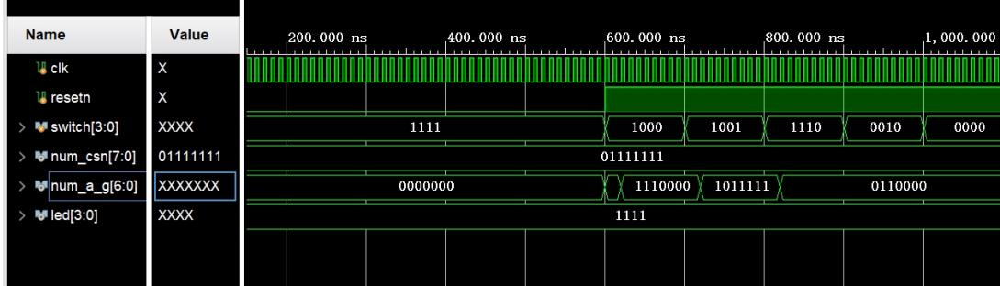 Name Value 200.000 ns 400.000 ns 600.000 ns 800.000 ns 1,000.000
clk X
resetn X
switch[3:0] XXXX 1111 1000 1001 1110 0010 0000
num_csn[7:0] 01111111 01111111
num_a_g[6:0] XXXXXXX 0000000 1110000 1011111 0110000
led[3:0] XXXX 1111